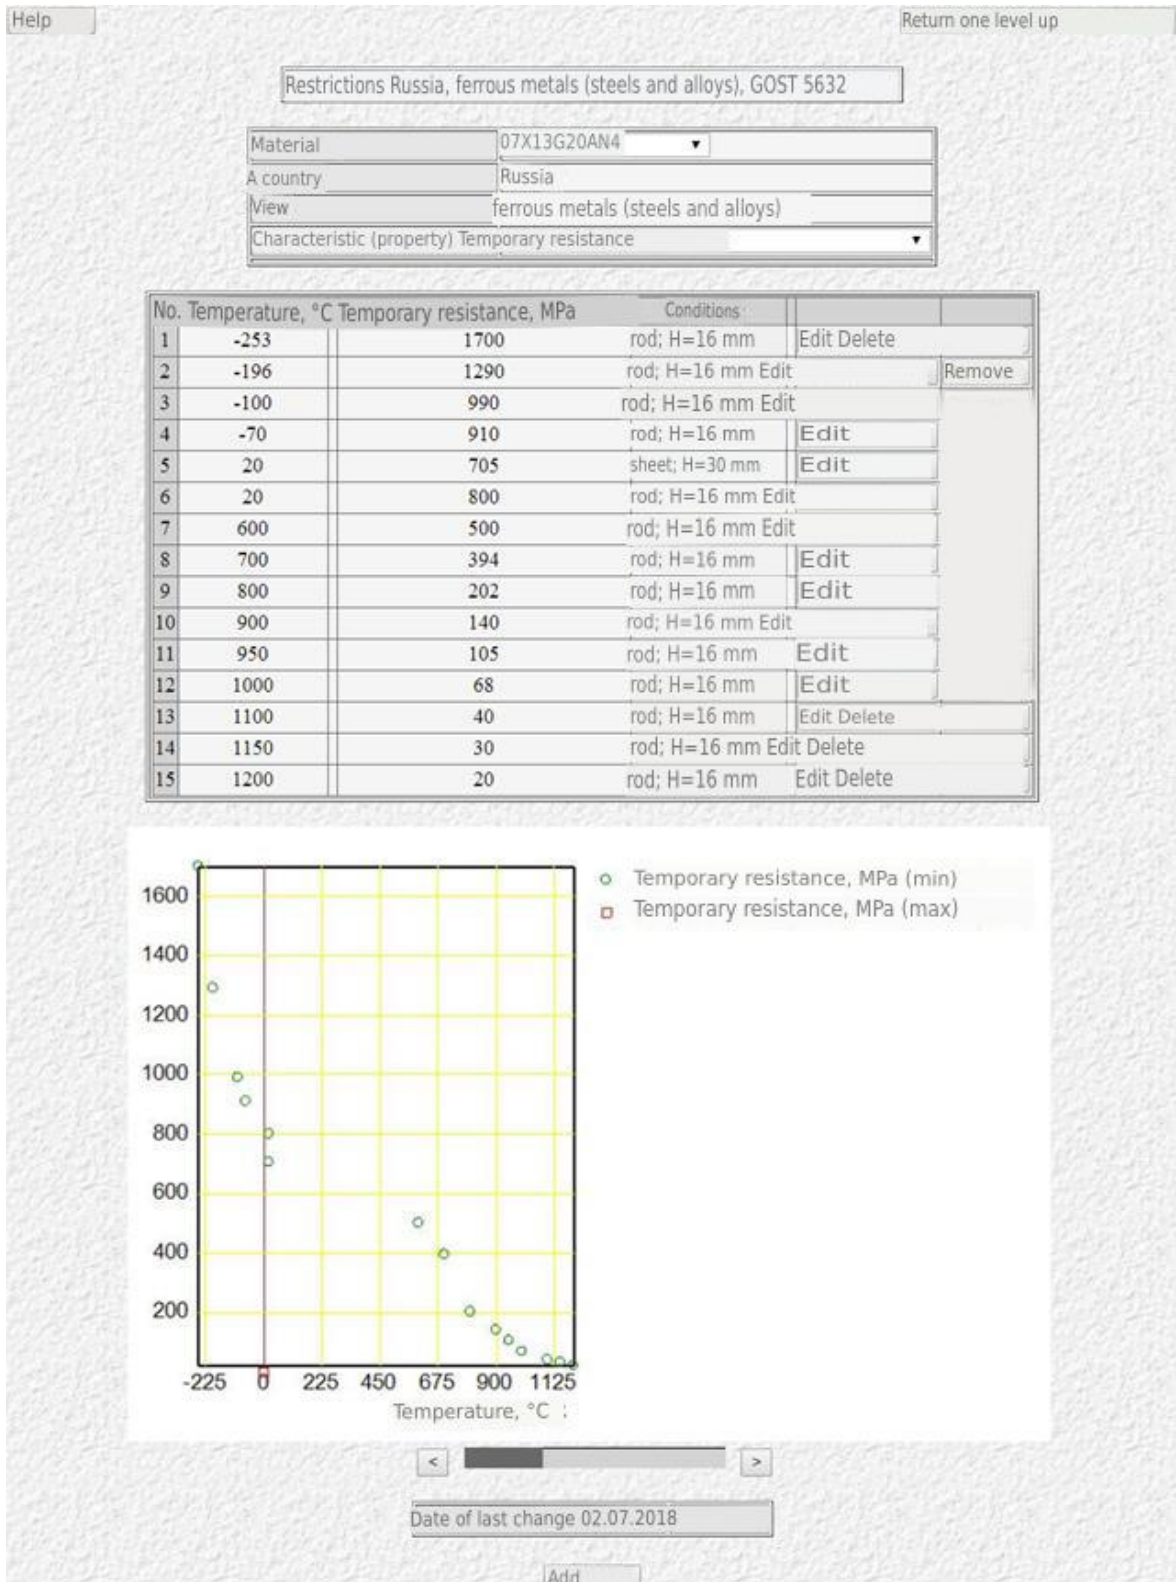 Help
Return one level up
Restrictions Russia, ferrous metals (steels and alloys), GOST 5632
Material 07X13G20AN4
A country Russia
View ferrous metals (steels and alloys)
Characteristic (property) Temporary resistance
No. Temperature, °C Temporary resistance, MPa Conditions
1 -253 1700 rod; H=16 mm Edit Delete
2 -196 1290 rod; H=16 mm Edit Remove
3 -100 990 rod; H=16 mm Edit
4 -70 910 rod; H=16 mm Edit
5 20 705 sheet; H=30 mm Edit
6 20 800 rod; H=16 mm Edit
7 600 500 rod; H=16 mm Edit
8 700 394 rod; H=16 mm Edit
9 800 202 rod; H=16 mm Edit
10 900 140 rod; H=16 mm Edit
11 950 105 rod; H=16 mm Edit
12 1000 68 rod; H=16 mm Edit
13 1100 40 rod; H=16 mm Edit Delete
14 1150 30 rod; H=16 mm Edit Delete
15 1200 20 rod; H=16 mm Edit Delete
Temporary resistance, MPa (min)
Temporary resistance, MPa (max)
1600
1400
1200
1000
800
600
400
200
-225 0 225 450 675 900 1125
Temperature, °C :
< >
Date of last change 02.07.2018
Add